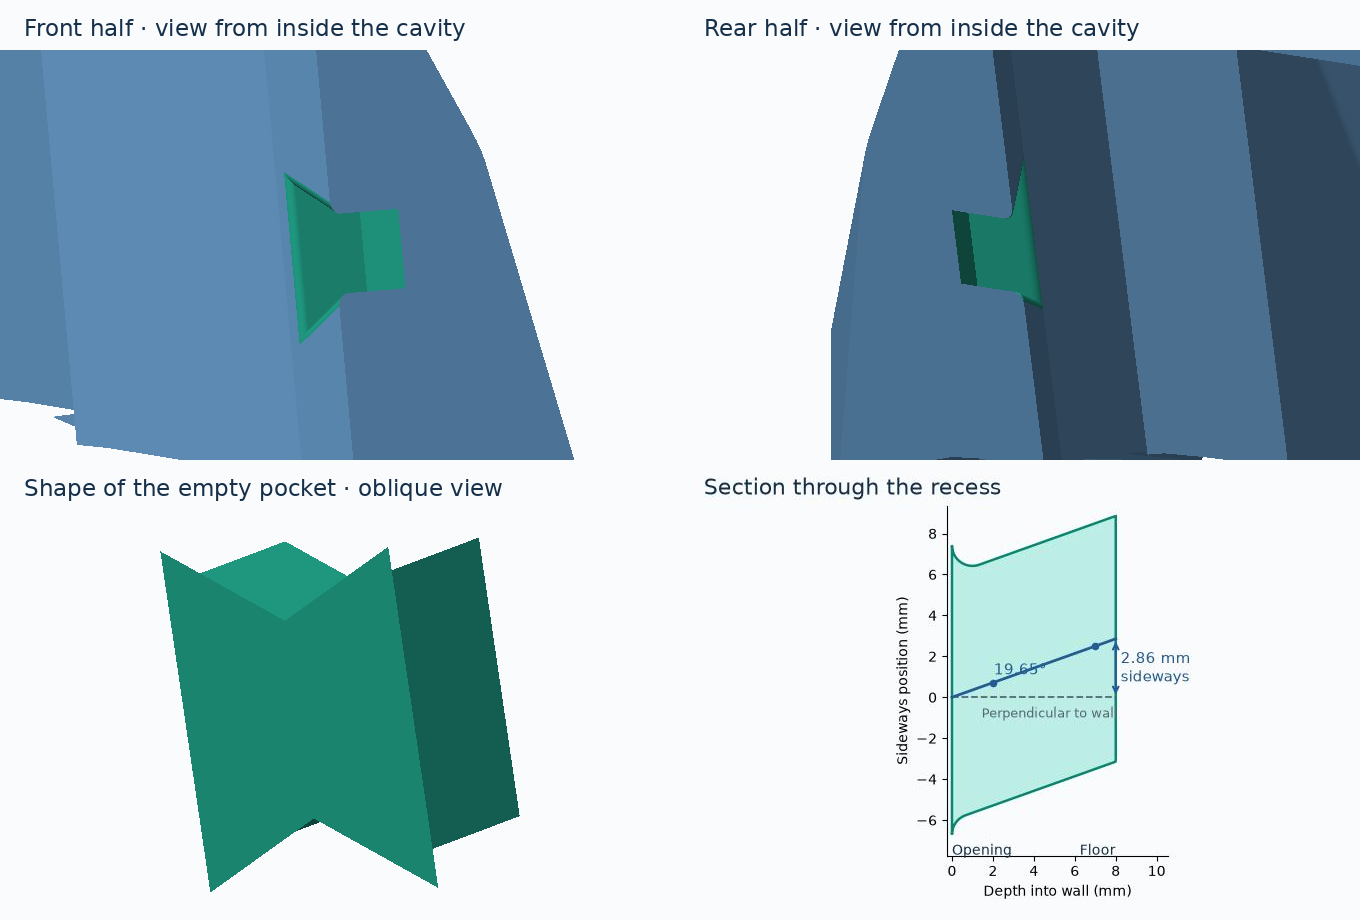 Front half · view from inside the cavity
Rear half · view from inside the cavity
Shape of the empty pocket · oblique view
Section through the recess
8
6
4
2
0
−2
−4
−6
Sideways position (mm)
19.65°
2.86 mm
sideways
Perpendicular to wal
Opening
Floor
0 2 4 6 8 10
Depth into wall (mm)